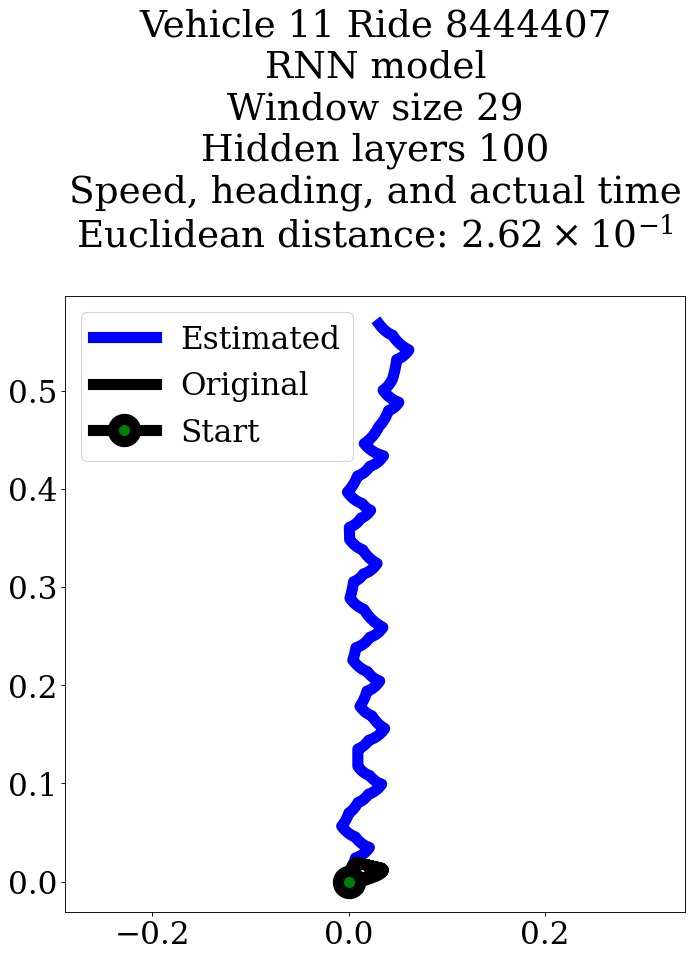 Vehicle 11 Ride 8444407
RNN model
Window size 29
Hidden layers 100
Speed, heading, and actual time
Euclidean distance: 2.62 × 10⁻¹
Estimated
Original
Start
0.5
0.4
0.3
0.2
0.1
0.0
−0.2 0.0 0.2